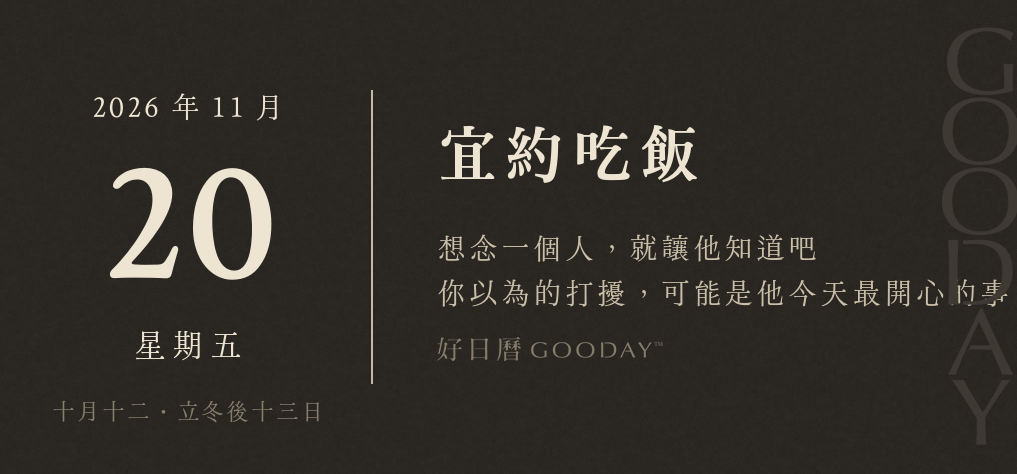 2026 年 11 月
20
星期五
十月十二・立冬後十三日
宜約吃飯
想念一個人，就讓他知道吧
你以為的打擾，可能是他今天最開心的事
好日曆 GOODAY™
GOODAY